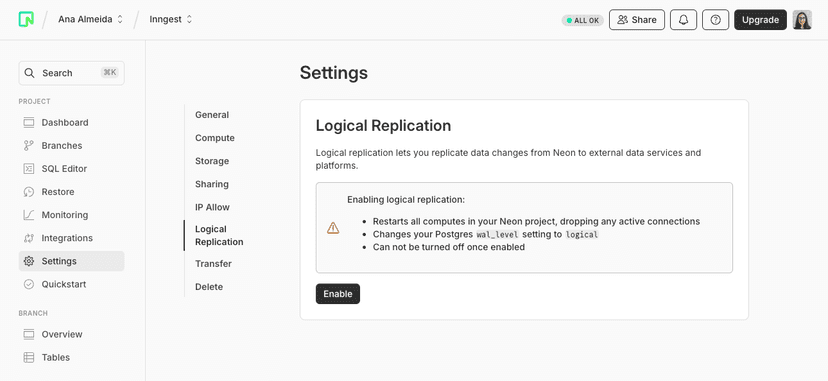 Ana Almeida
Inngest
ALL OK
Share
Upgrade
Search
⌘K
PROJECT
Dashboard
Branches
SQL Editor
Restore
Monitoring
Integrations
Settings
Quickstart
BRANCH
Overview
Tables
Settings
General
Compute
Storage
Sharing
IP Allow
Logical
Replication
Transfer
Delete
Logical Replication
Logical replication lets you replicate data changes from Neon to external data services and
platforms.
Enabling logical replication:
• Restarts all computes in your Neon project, dropping any active connections
• Changes your Postgres wal_level setting to logical
• Can not be turned off once enabled
Enable